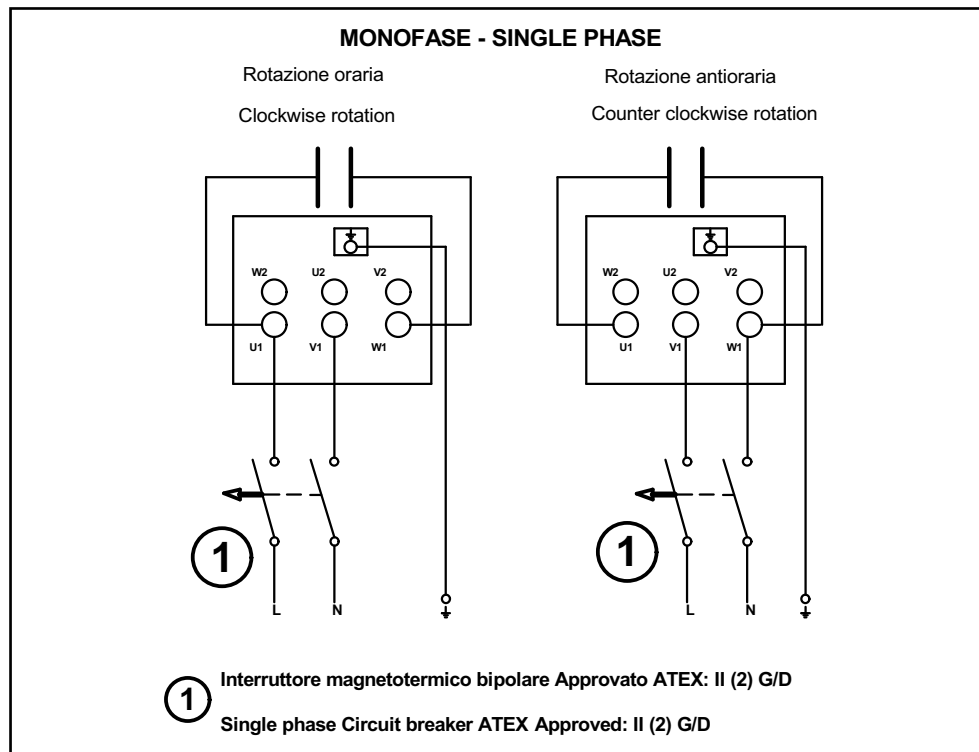 MONOFASE - SINGLE PHASE
Rotazione oraria
Clockwise rotation
W2 U2 V2
U1 V1 W1
1
L N
Rotazione antioraria
Counter clockwise rotation
W2 U2 V2
U1 V1 W1
1
L N
1
Interruttore magnetotermico bipolare Approvato ATEX: II (2) G/D
Single phase Circuit breaker ATEX Approved: II (2) G/D